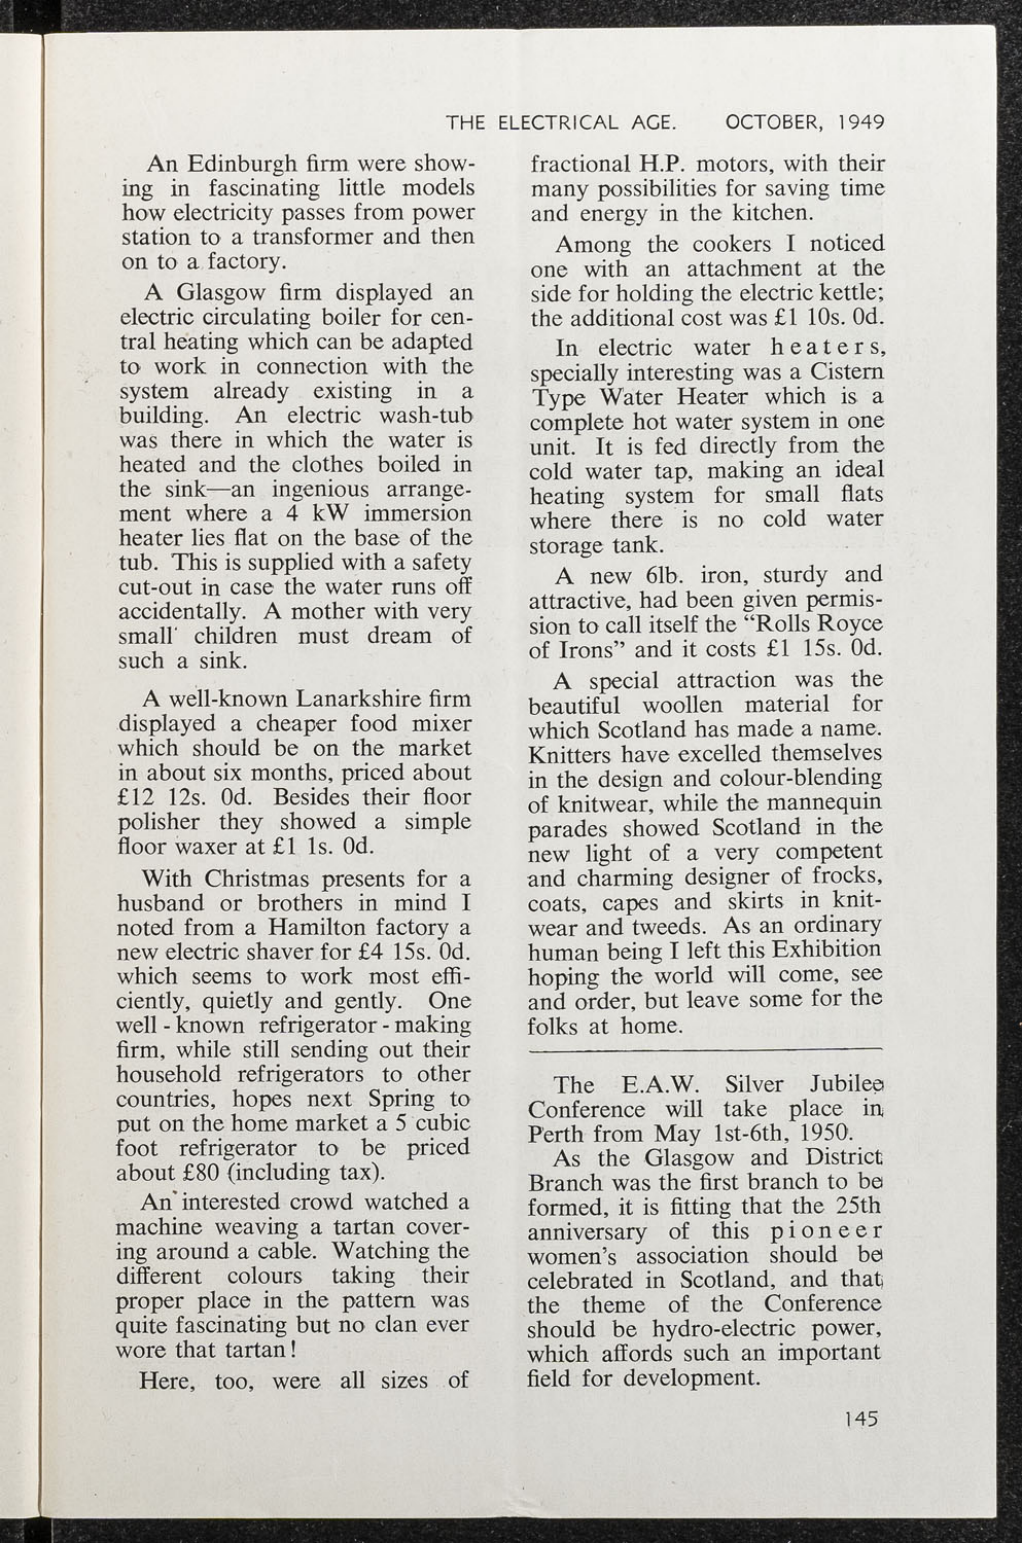 THE ELECTRICAL AGE. OCTOBER, 1949
An Edinburgh firm were show-
ing in fascinating little models
how electricity passes from power
station to a transformer and then
on to a factory.
A Glasgow firm displayed an
electric circulating boiler for cen-
tral heating which can be adapted
to work in connection with the
system already existing in a
building. An electric wash-tub
was there in which the water is
heated and the clothes boiled in
the sink—an ingenious arrange-
ment where a 4 kW immersion
heater lies flat on the base of the
tub. This is supplied with a safety
cut-out in case the water runs off
accidentally. A mother with very
small children must dream of
such a sink.
A well-known Lanarkshire firm
displayed a cheaper food mixer
which should be on the market
in about six months, priced about
£12 12s. 0d. Besides their floor
polisher they showed a simple
floor waxer at £1 1s. 0d.
With Christmas presents for a
husband or brothers in mind I
noted from a Hamilton factory a
new electric shaver for £4 15s. 0d.
which seems to work most effi-
ciently, quietly and gently. One
well-known refrigerator-making
firm, while still sending out their
household refrigerators to other
countries, hopes next Spring to
put on the home market a 5 cubic
foot refrigerator to be priced
about £80 (including tax).
An interested crowd watched a
machine weaving a tartan cover-
ing around a cable. Watching the
different colours taking their
proper place in the pattern was
quite fascinating but no clan ever
wore that tartan!
Here, too, were all sizes of
fractional H.P. motors, with their
many possibilities for saving time
and energy in the kitchen.
Among the cookers I noticed
one with an attachment at the
side for holding the electric kettle;
the additional cost was £1 10s. 0d.
In electric water heaters,
specially interesting was a Cistern
Type Water Heater which is a
complete hot water system in one
unit. It is fed directly from the
cold water tap, making an ideal
heating system for small flats
where there is no cold water
storage tank.
A new 6lb. iron, sturdy and
attractive, had been given permis-
sion to call itself the “Rolls Royce
of Irons” and it costs £1 15s. 0d.
A special attraction was the
beautiful woollen material for
which Scotland has made a name.
Knitters have excelled themselves
in the design and colour-blending
of knitwear, while the mannequin
parades showed Scotland in the
new light of a very competent
and charming designer of frocks,
coats, capes and skirts in knit-
wear and tweeds. As an ordinary
human being I left this Exhibition
hoping the world will come, see
and order, but leave some for the
folks at home.
The E.A.W. Silver Jubilee
Conference will take place in
Perth from May 1st-6th, 1950.
As the Glasgow and District
Branch was the first branch to be
formed, it is fitting that the 25th
anniversary of this pioneer
women's association should be
celebrated in Scotland, and that
the theme of the Conference
should be hydro-electric power,
which affords such an important
field for development.
145